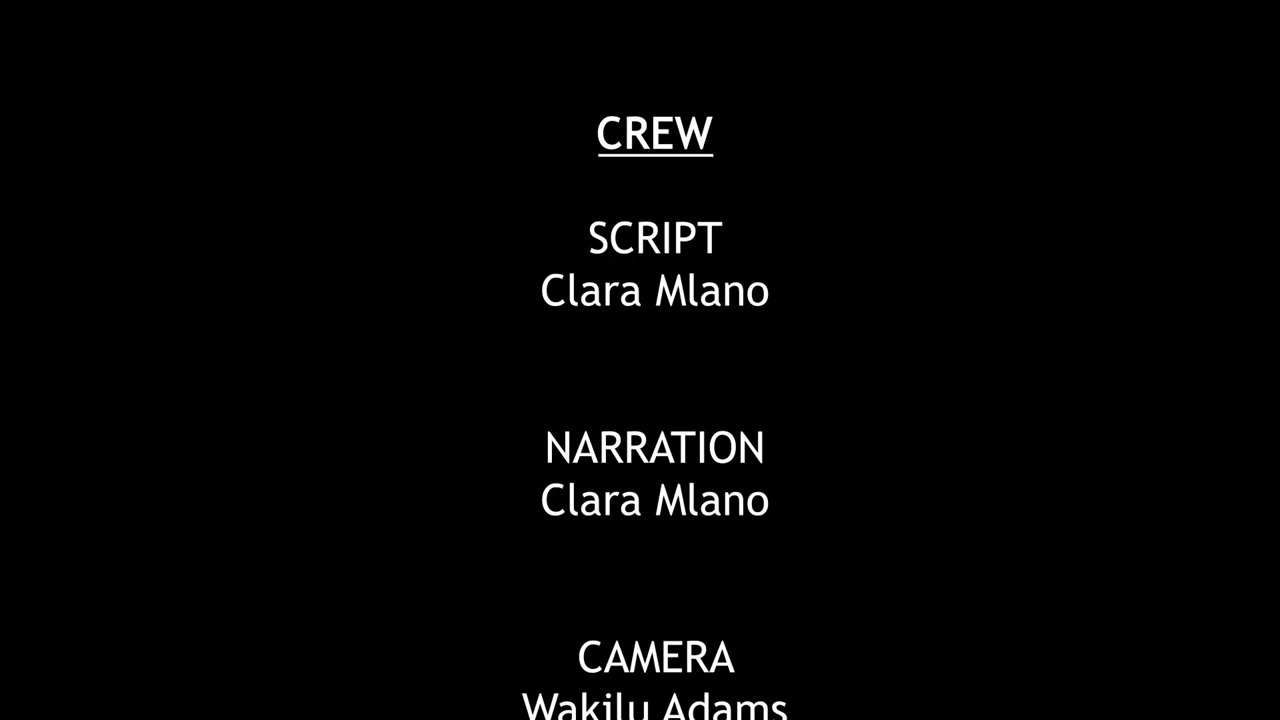 CREW
SCRIPT
Clara Mlano
NARRATION
Clara Mlano
CAMERA
Wakilu Adams